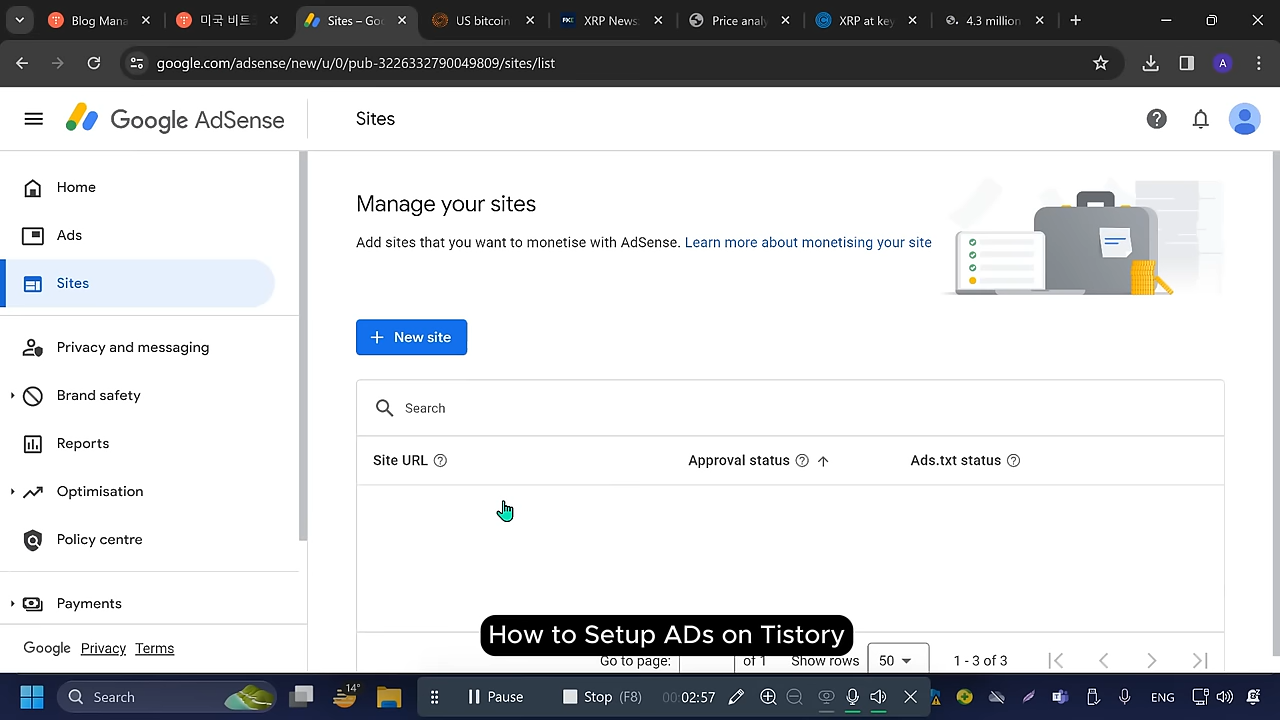 Blog Mana
미국 비트
Sites – Go
US bitcoin
XRP News
Price analy
XRP at key
4.3 million
google.com/adsense/new/u/0/pub-3226332790049809/sites/list
A
Google AdSense
Sites
Home
Ads
Sites
Privacy and messaging
Brand safety
Reports
Optimisation
Policy centre
Payments
Google Privacy Terms
Manage your sites
Add sites that you want to monetise with AdSense. Learn more about monetising your site
+ New site
Search
Site URL
Approval status
Ads.txt status
How to Setup ADs on Tistory
Go to page:
of 1
Show rows
50
1 - 3 of 3
Search
14°
Pause
Stop (F8)
00:02:57
ENG